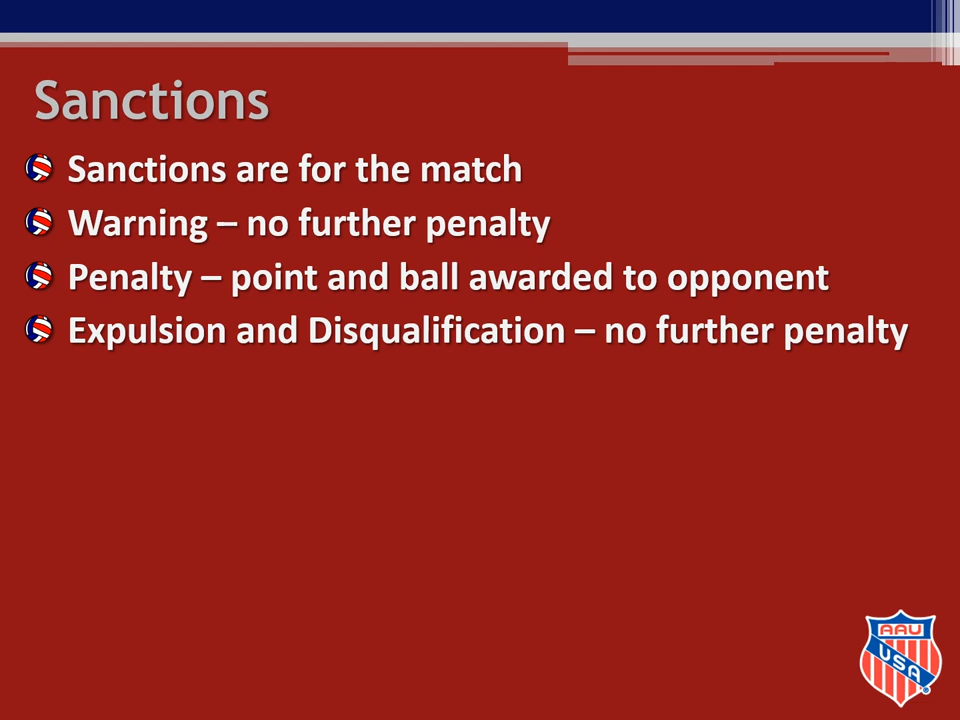 Sanctions
Sanctions are for the match
Warning – no further penalty
Penalty – point and ball awarded to opponent
Expulsion and Disqualification – no further penalty
AAU
USA
®